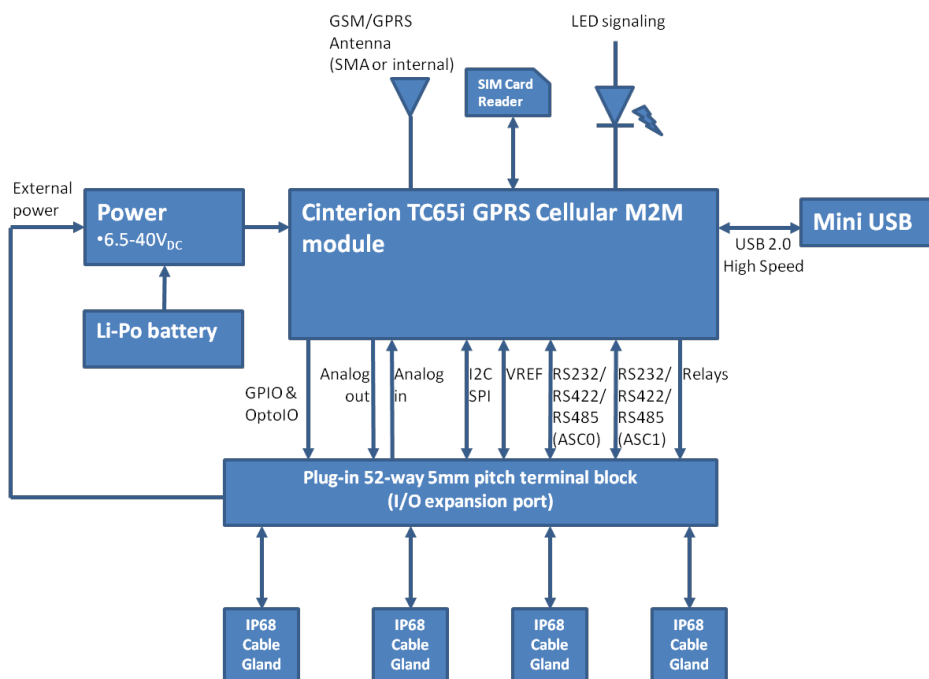 GSM/GPRS
Antenna
(SMA or internal)
LED signaling
SIM Card
Reader
External
power
Power
•6.5-40VDC
Cinterion TC65i GPRS Cellular M2M
module
Mini USB
USB 2.0
High Speed
Li-Po battery
GPIO &
OptoIO
Analog
out
Analog
in
I2C
SPI
VREF
RS232/
RS422/
RS485
(ASC0)
RS232/
RS422/
RS485
(ASC1)
Relays
Plug-in 52-way 5mm pitch terminal block
(I/O expansion port)
IP68
Cable
Gland
IP68
Cable
Gland
IP68
Cable
Gland
IP68
Cable
Gland